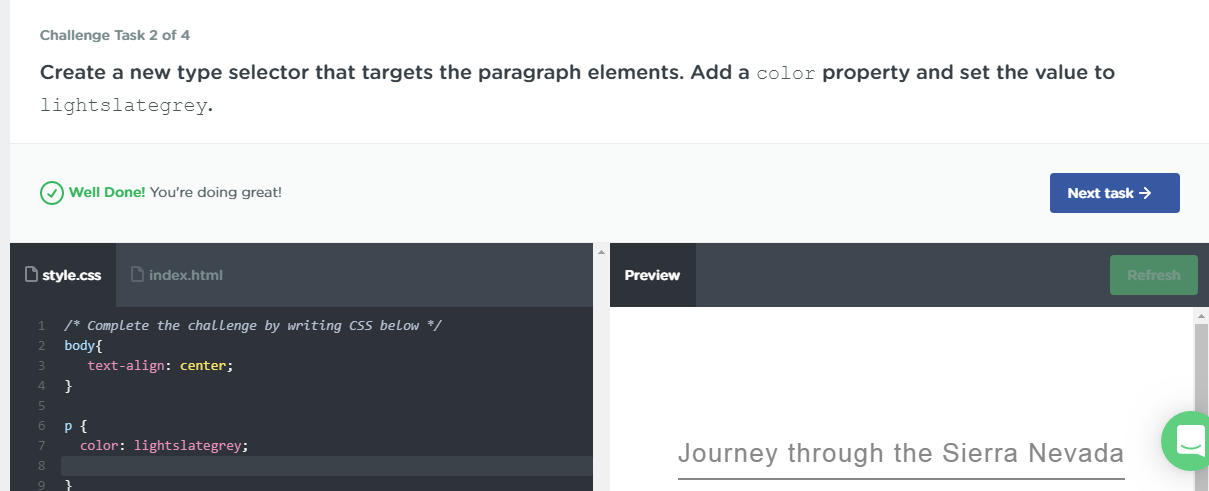 Challenge Task 2 of 4
Create a new type selector that targets the paragraph elements. Add a color property and set the value to
lightslategrey.
Well Done! You're doing great!
Next task →
style.css
index.html
Preview
Refresh
1 /* Complete the challenge by writing CSS below */
2 body{
3 text-align: center;
4 }
5
6 p {
7 color: lightslategrey;
8
9 }
Journey through the Sierra Nevada